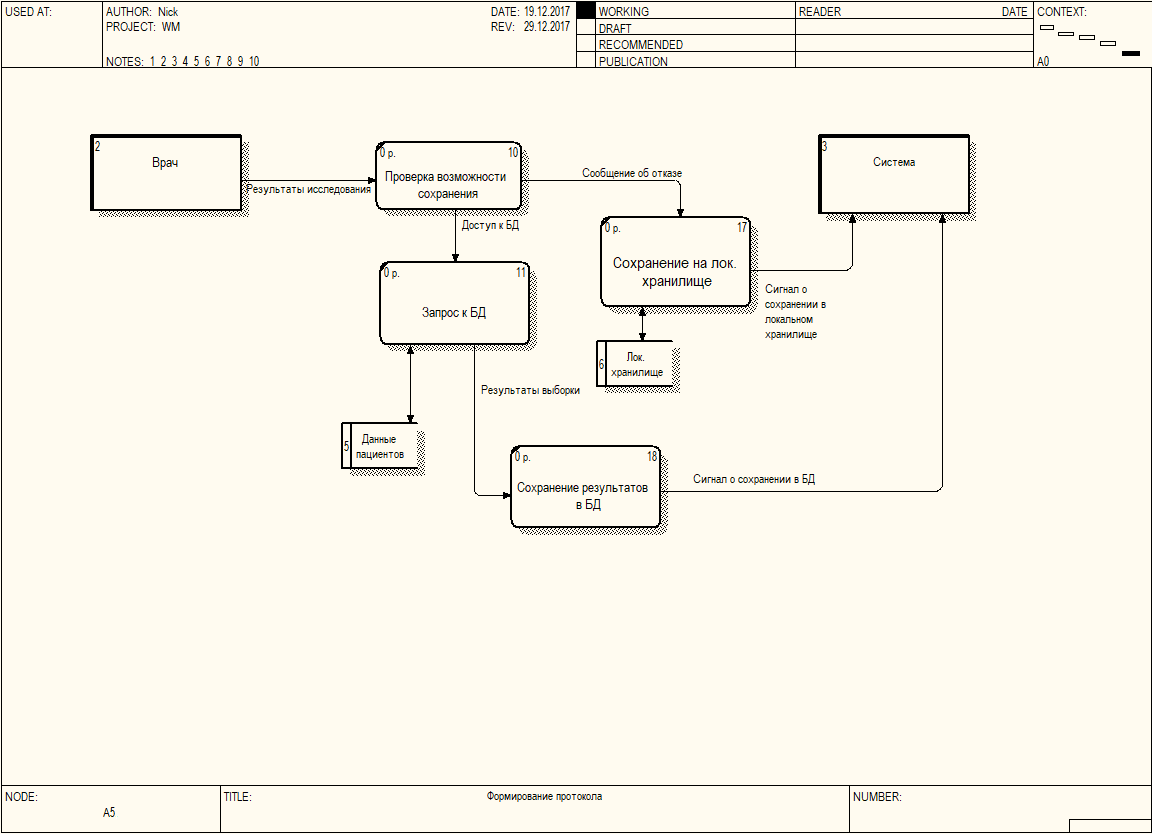 USED AT:
AUTHOR: Nick
DATE: 19.12.2017
PROJECT: WM
REV: 29.12.2017
NOTES: 1 2 3 4 5 6 7 8 9 10
WORKING
DRAFT
RECOMMENDED
PUBLICATION
READER
DATE
CONTEXT:
A0
2
Врач
Результаты исследования
0 р.
10
Проверка возможности
сохранения
Сообщение об отказе
3
Система
Доступ к БД
0 р.
17
Сохранение на лок.
хранилище
0 р.
11
Запрос к БД
Сигнал о
сохранении в
локальном
хранилище
6
Лок.
хранилище
Результаты выборки
5
Данные
пациентов
0 р.
18
Сохранение результатов
в БД
Сигнал о сохранении в БД
NODE:
A5
TITLE:
Формирование протокола
NUMBER: